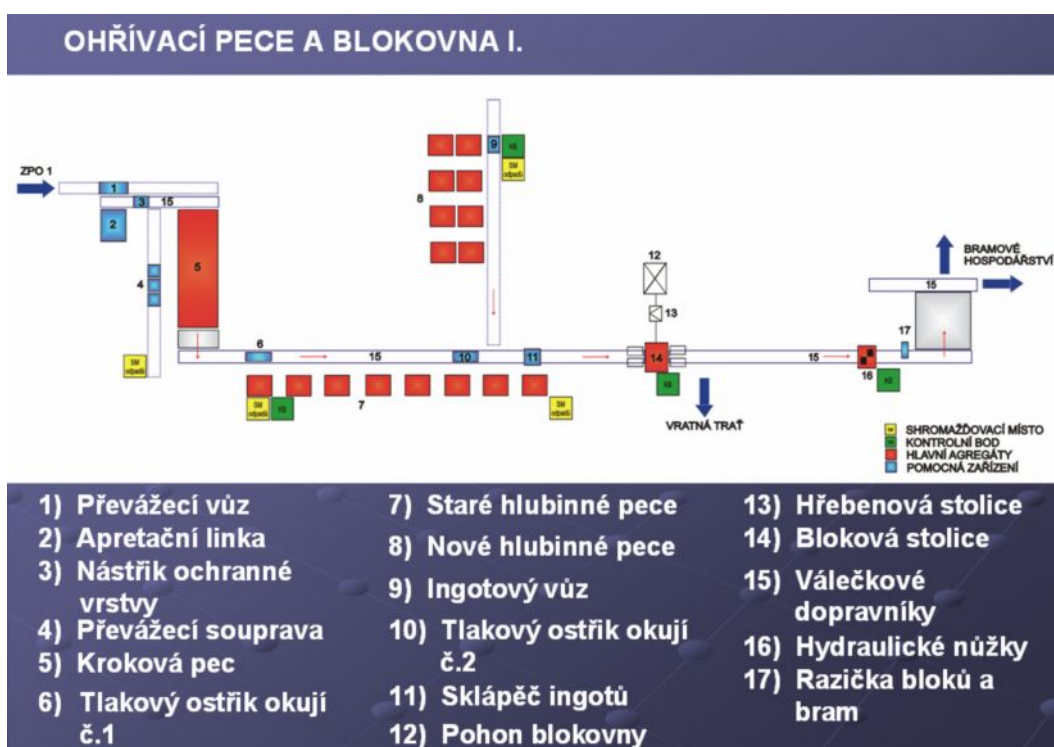 OHŘÍVACÍ PECE A BLOKOVNA I.
ZPO 1
1
3
15
2
4
5
SM
odpadů
9
KB
SM
odpadů
8
12
13
BRAMOVÉ
HOSPODÁŘSTVÍ
15
17
6
15
10
11
14
15
16
KB
KB
SM
odpadů
KB
7
SM
odpadů
VRATNÁ TRAŤ
SHROMAŽĎOVACÍ MÍSTO
KONTROLNÍ BOD
HLAVNÍ AGREGÁTY
POMOCNÁ ZAŘÍZENÍ
1) Převážecí vůz
2) Apretační linka
3) Nástřik ochranné
vrstvy
4) Převážecí souprava
5) Kroková pec
6) Tlakový ostřik okují
č.1
7) Staré hlubinné pece
8) Nové hlubinné pece
9) Ingotový vůz
10) Tlakový ostřik okují
č.2
11) Sklápěč ingotů
12) Pohon blokovny
13) Hřebenová stolice
14) Bloková stolice
15) Válečkové
dopravníky
16) Hydraulické nůžky
17) Razička bloků a
bram